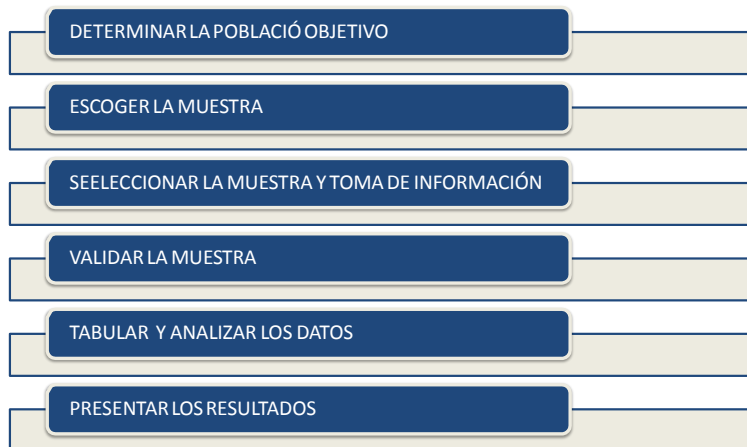 DETERMINAR LA POBLACIÓ OBJETIVO
ESCOGER LA MUESTRA
SEELECCIONAR LA MUESTRA Y TOMA DE INFORMACIÓN
VALIDAR LA MUESTRA
TABULAR Y ANALIZAR LOS DATOS
PRESENTAR LOS RESULTADOS